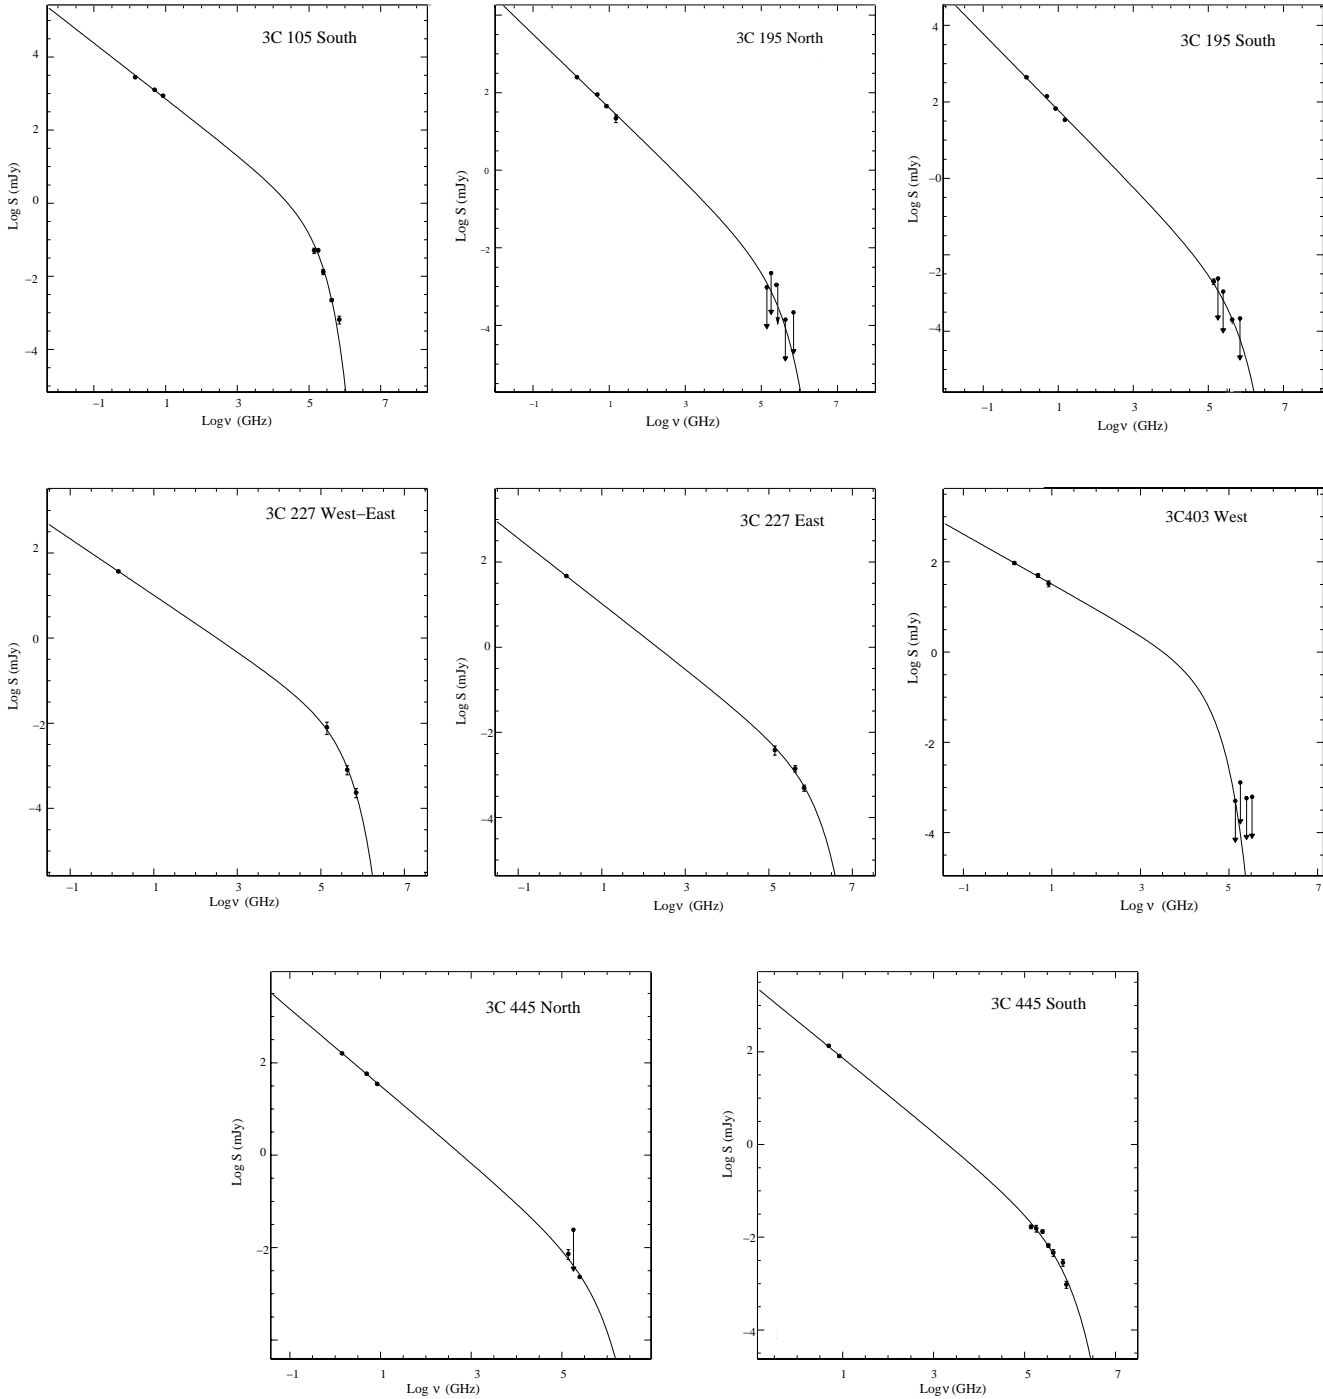 3C 105 South
4
2
0
−2
−4
Log S (mJy)
−1 1 3 5 7
Log ν (GHz)
3C 195 North
2
0
−2
−4
Log S (mJy)
−1 1 3 5 7
Log ν (GHz)
3C 195 South
4
2
−0
−2
−4
Log S (mJy)
−1 1 3 5 7
Log ν (GHz)
3C 227 West−East
2
0
−2
−4
Log S (mJy)
−1 1 3 5 7
Log ν (GHz)
3C 227 East
2
0
−2
−4
Log S (mJy)
−1 1 3 5 7
Log ν (GHz)
3C403 West
2
0
-2
-4
Log S (mJy)
−1 1 3 5 7
Log ν (GHz)
3C 445 North
2
0
−2
Log S (mJy)
−1 1 3 5
Log ν (GHz)
3C 445 South
2
0
−2
−4
Log S (mJy)
1 3 5 7
Log ν (GHz)